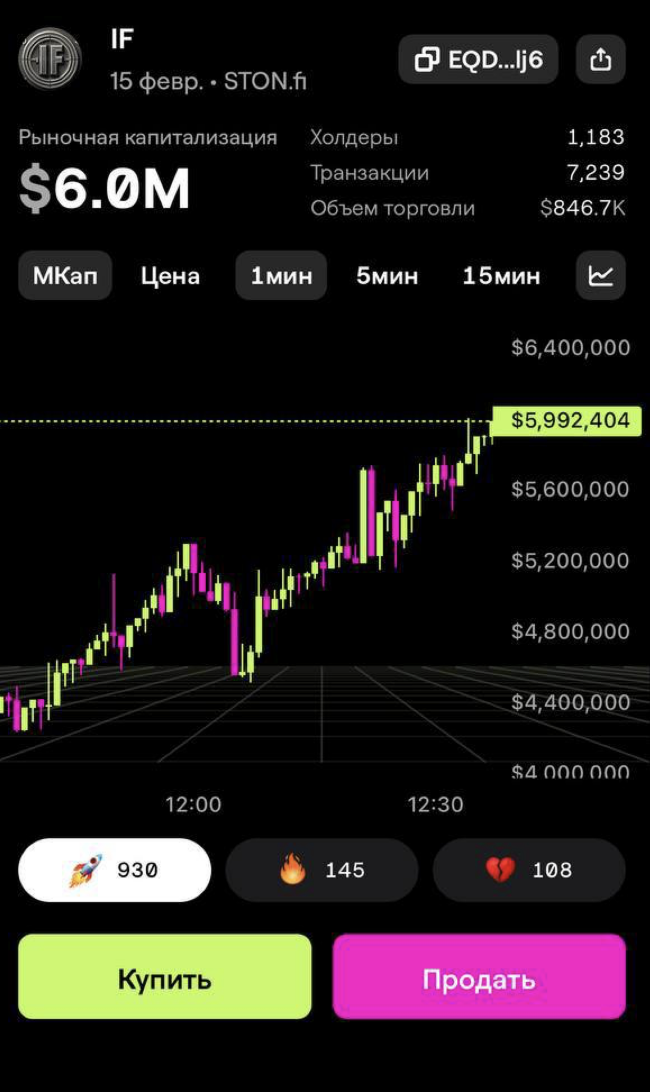 IF
15 февр. • STON.fi
EQD...lj6
Рыночная капитализация
$6.0M
Холдеры 1,183
Транзакции 7,239
Объем торговли $846.7K
МКап Цена 1мин 5мин 15мин
$6,400,000
$5,992,404
$5,600,000
$5,200,000
$4,800,000
$4,400,000
$4,000,000
12:00 12:30
930 145 108
Купить Продать